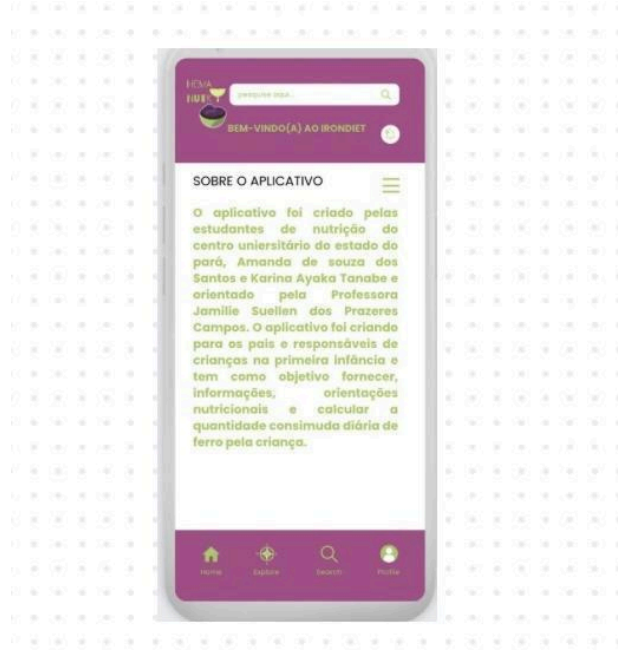 NOVA
NUTRI
pesquise aqui...
BEM-VINDO(A) AO IRONDIET
SOBRE O APLICATIVO
O aplicativo foi criado pelas
estudantes de nutrição do
centro uniersitário do estado do
pará, Amanda de souza dos
Santos e Karina Ayaka Tanabe e
orientado pela Professora
Jamilie Suellen dos Prazeres
Campos. O aplicativo foi criando
para os pais e responsáveis de
crianças na primeira infância e
tem como objetivo fornecer,
informações, orientações
nutricionais e calcular a
quantidade consimuda diária de
ferro pela criança.
Home Explore Search Profile